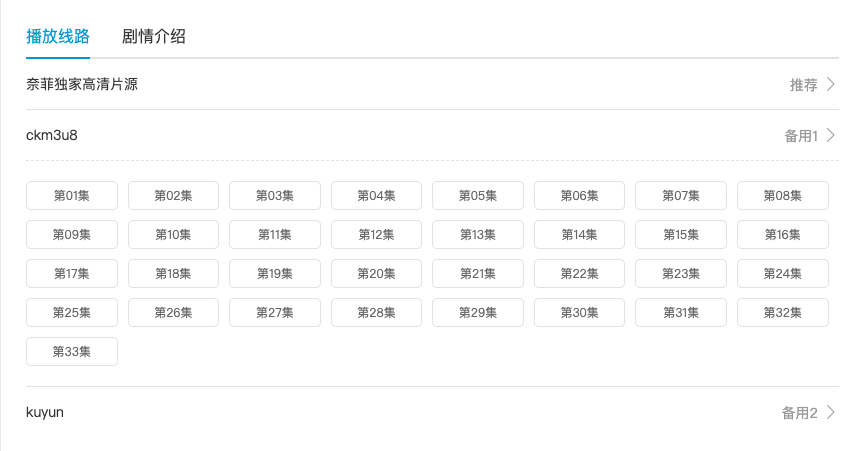 播放线路 剧情介绍
奈菲独家高清片源 推荐
ckm3u8 备用1
第01集 第02集 第03集 第04集 第05集 第06集 第07集 第08集
第09集 第10集 第11集 第12集 第13集 第14集 第15集 第16集
第17集 第18集 第19集 第20集 第21集 第22集 第23集 第24集
第25集 第26集 第27集 第28集 第29集 第30集 第31集 第32集
第33集
kuyun 备用2